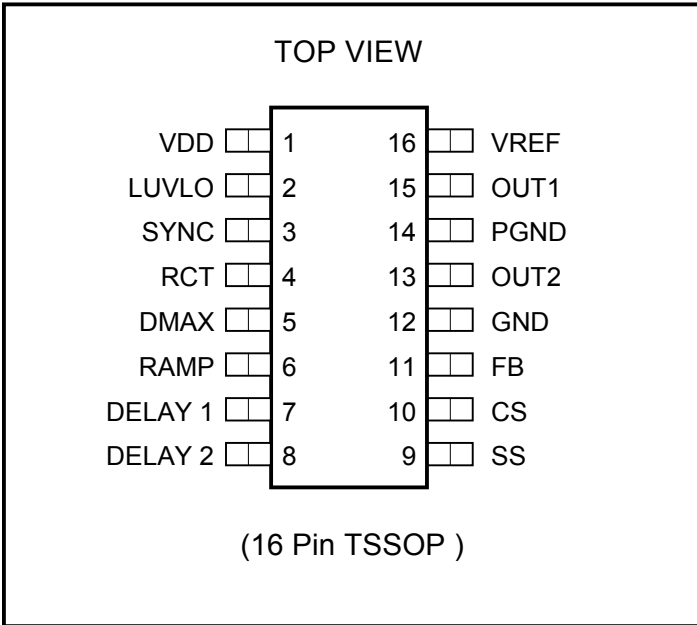 TOP VIEW
VDD 1 16 VREF
LUVLO 2 15 OUT1
SYNC 3 14 PGND
RCT 4 13 OUT2
DMAX 5 12 GND
RAMP 6 11 FB
DELAY 1 7 10 CS
DELAY 2 8 9 SS
(16 Pin TSSOP )